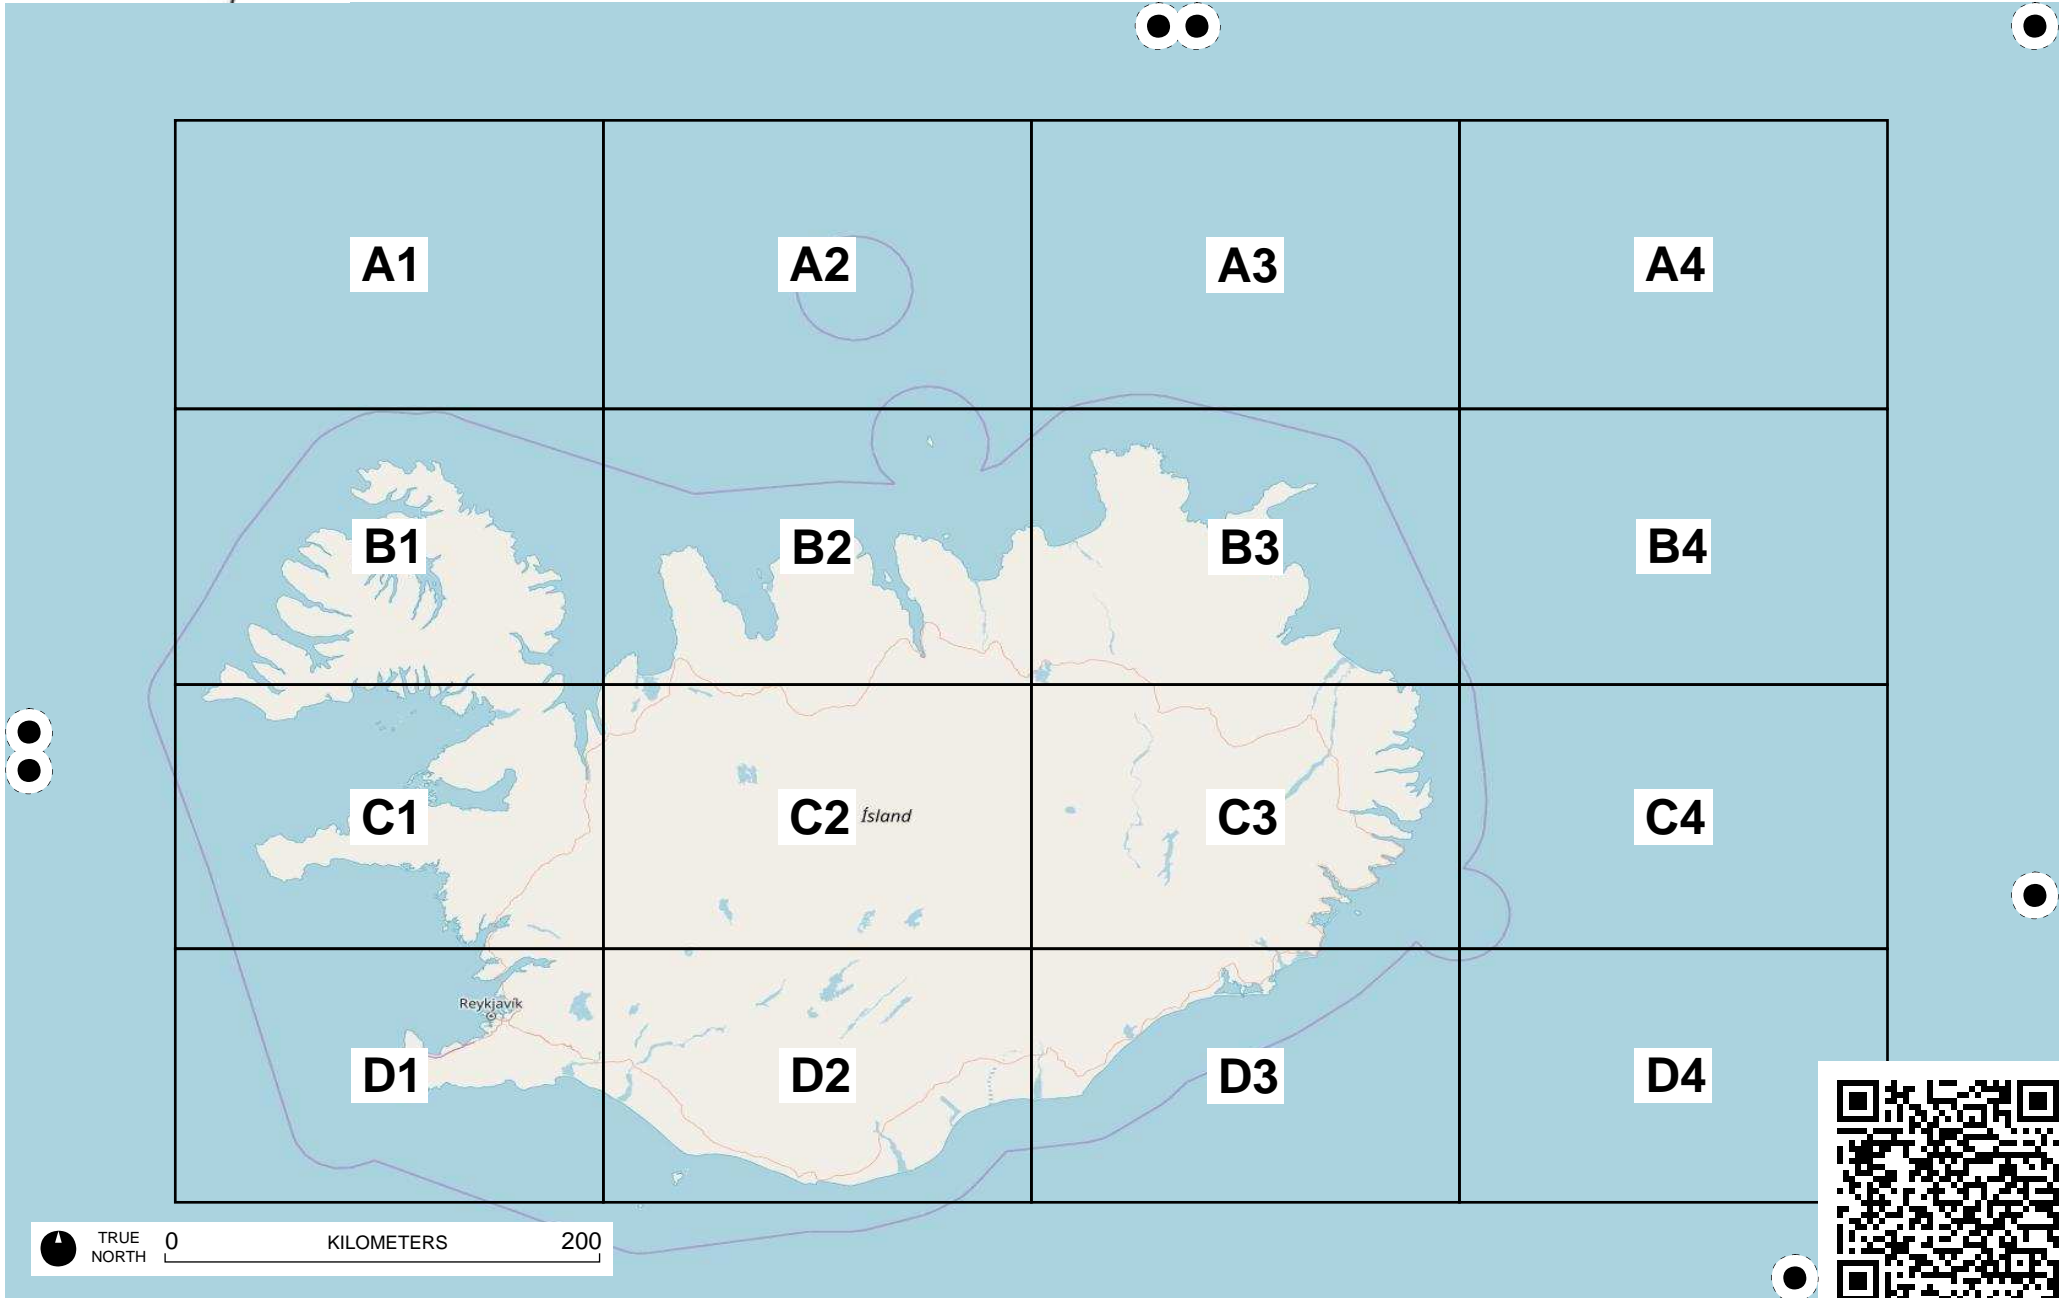 A1
A2
A3
A4
B1
B2
B3
B4
C1
C2
Ísland
C3
C4
Reykjavík
D1
D2
D3
D4
TRUE
NORTH
0
KILOMETERS
200